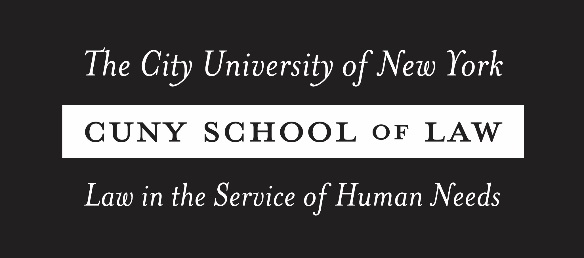 The City University of New York
CUNY SCHOOL OF LAW
Law in the Service of Human Needs